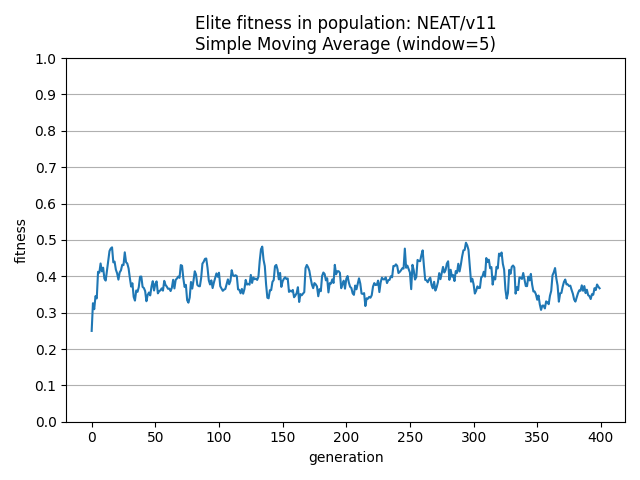 Elite fitness in population: NEAT/v11
Simple Moving Average (window=5)
1.0
0.9
0.8
0.7
0.6
0.5
0.4
0.3
0.2
0.1
0.0
fitness
0 50 100 150 200 250 300 350 400
generation